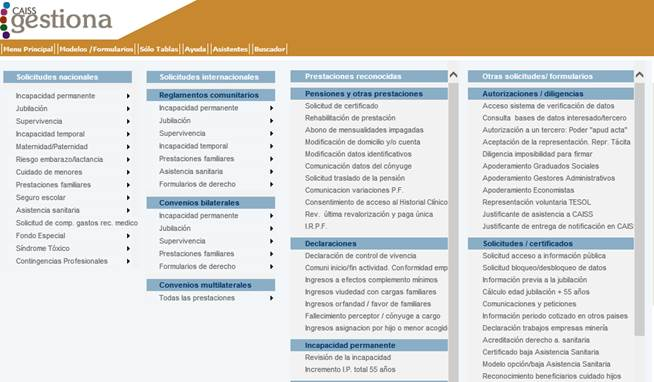 CAISS
gestiona
Menu Principal
Modelos /Formularios
Sólo Tablas
Ayuda
Asistentes
Buscador
Solicitudes nacionales
Incapacidad permanente
Jubilación
Supervivencia
Incapacidad temporal
Maternidad/Paternidad
Riesgo embarazo/lactancia
Cuidado de menores
Prestaciones familiares
Seguro escolar
Asistencia sanitaria
Solicitud de comp. gastos rec. medico
Fondo Especial
Síndrome Tóxico
Contingencias Profesionales
Solicitudes internacionales
Reglamentos comunitarios
Incapacidad permanente
Jubilación
Supervivencia
Incapacidad temporal
Prestaciones familiares
Asistencia sanitaria
Formularios de derecho
Convenios bilaterales
Incapacidad permanente
Jubilación
Supervivencia
Prestaciones familiares
Formularios de derecho
Convenios multilaterales
Todas las prestaciones
Prestaciones reconocidas
Pensiones y otras prestaciones
Solicitud de certificado
Rehabilitación de prestación
Abono de mensualidades impagadas
Modificación de domicilio y/o cuenta
Modificación datos identificativos
Comunicación datos del cónyuge
Solicitud traslado de la pensión
Comunicacion variaciones P.F.
Consentimiento de acceso al Historial Clínico
Rev. última revalorización y paga única
I.R.P.F.
Declaraciones
Declaración de control de vivencia
Comuni inicio/fin actividad. Conformidad emp
Ingresos a efectos complemento mínimos
Ingresos viudedad con cargas familiares
Ingresos orfandad / favor de familiares
Fallecimiento perceptor / cónyuge a cargo
Ingresos asignacion por hijo o menor acogid
Incapacidad permanente
Revisión de la incapacidad
Incremento I.P. total 55 años
Otras solicitudes/ formularios
Autorizaciones / diligencias
Acceso sistema de verificación de datos
Consulta bases de datos interesado/tercero
Autorización a un tercero: Poder "apud acta"
Aceptación de la representación. Repr. Tácita
Diligencia imposibilidad para firmar
Apoderamiento Graduados Sociales
Apoderamiento Gestores Administrativos
Apoderamiento Economistas
Representación voluntaria TESOL
Justificante de asistencia a CAISS
Justificante de entrega de notificación en CAIS
Solicitudes / certificados
Solicitud acceso a información pública
Solicitud bloqueo/desbloqueo de datos
Información previa a la jubilación
Cálculo edad jubilación + 55 años
Comunicaciones y peticiones
Información periodo cotizado en otros paises
Declaración trabajos empresas minería
Acreditación derecho a. sanitaria
Certificado baja Asistencia Sanitaria
Modelo opción/baja Asistencia Sanitaria
Reconocimiento beneficiarios cuidado hijos